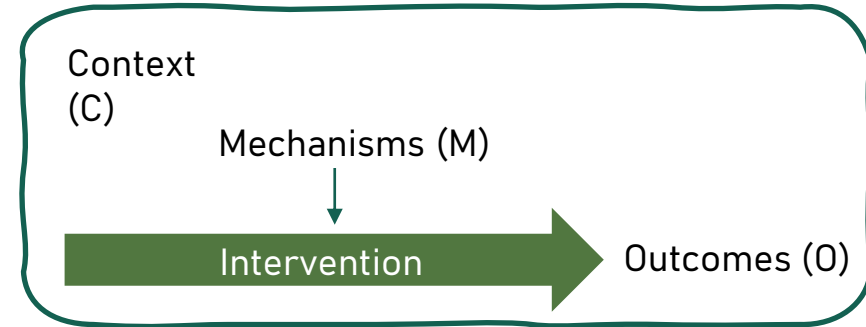 Context
(C)
Mechanisms (M)
Intervention
Outcomes (O)